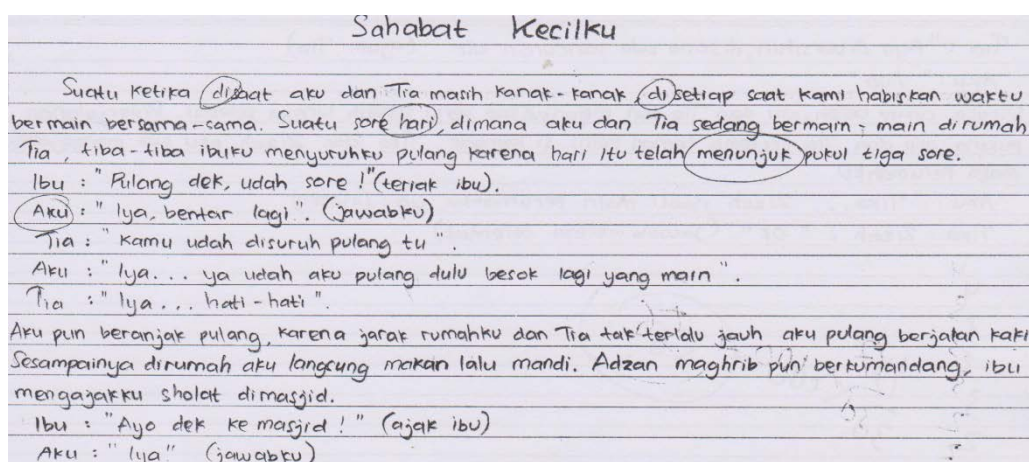 Sahabat Kecilku
Suatu ketika disaat aku dan Tia masih kanak-kanak, di setiap saat kami habiskan waktu
bermain bersama-sama. Suatu sore hari, dimana aku dan Tia sedang bermain-main dirumah
Tia, tiba-tiba ibuku menyuruhku pulang karena hari itu telah menunjuk pukul tiga sore.
Ibu : "Pulang dek, udah sore !" (teriak ibu).
Aku : "Iya, bentar lagi". (jawabku)
Tia : "Kamu udah disuruh pulang tu".
Aku : "Iya... ya udah aku pulang dulu besok lagi yang main".
Tia : "Iya... hati-hati".
Aku pun beranjak pulang, karena jarak rumahku dan Tia tak terlalu jauh aku pulang berjalan kaki
Sesampainya dirumah aku langsung makan lalu mandi. Adzan maghrib pun berkumandang, ibu
mengajakku sholat dimasjid.
Ibu : "Ayo dek ke masjid !" (ajak ibu)
Aku : "Iya" (jawabku)